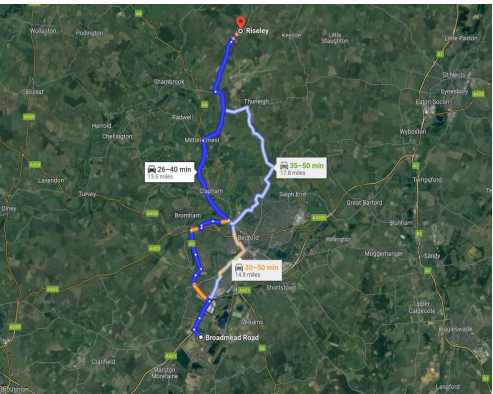 Wollaston
Podington
Riseley
Keysoe
Little
Staughton
Little Paxton
St Neots
Eynesbury
Eaton Socon
Sharnbrook
Bozeat
Thurleigh
Radwell
Harrold
Chellington
Milton Ernest
Wyboston
26–40 min
15.6 miles
35–50 min
17.8 miles
Lavendon
Turvey
Clapham
Salph End
Tempsford
Great Barford
Olney
Bromham
Blunham
Bedford
Willington
Moggerhanger
Sandy
30–50 min
14.8 miles
A421
Shortstown
Upper
Caldecote
Wilstead
Biggleswade
Broadmead Road
Cranfield
Marston
Moretaine
Broughton
Langford